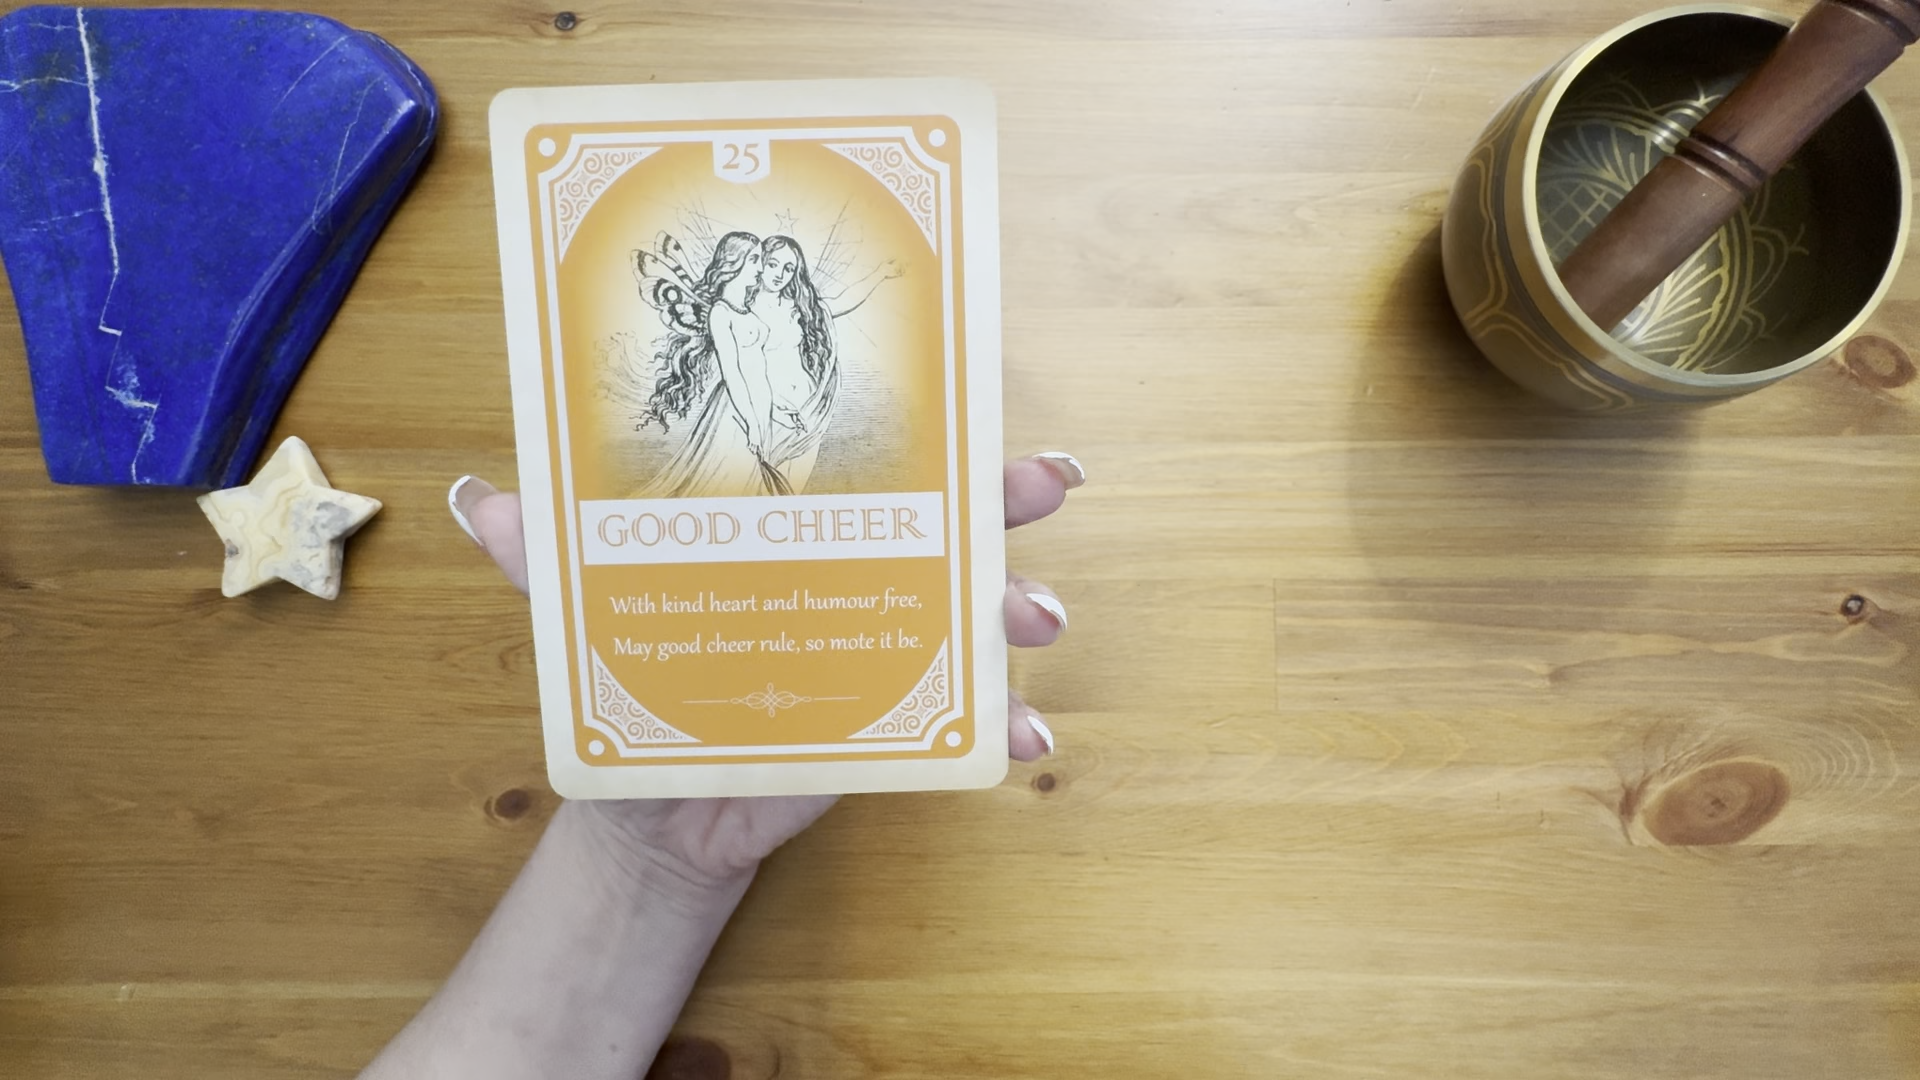 25
GOOD CHEER
With kind heart and humour free,
May good cheer rule, so mote it be.